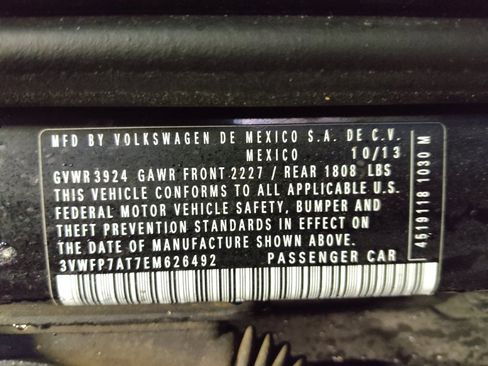 MFD BY VOLKSWAGEN DE MEXICO S.A. DE C.V.
MEXICO 10/13
GVWR 3924 GAWR FRONT 2227 / REAR 1808 LBS
THIS VEHICLE CONFORMS TO ALL APPLICABLE U.S.
FEDERAL MOTOR VEHICLE SAFETY, BUMPER AND
THEFT PREVENTION STANDARDS IN EFFECT ON
THE DATE OF MANUFACTURE SHOWN ABOVE.
3VWFP7AT7EM626492 PASSENGER CAR
4619118 1090 M